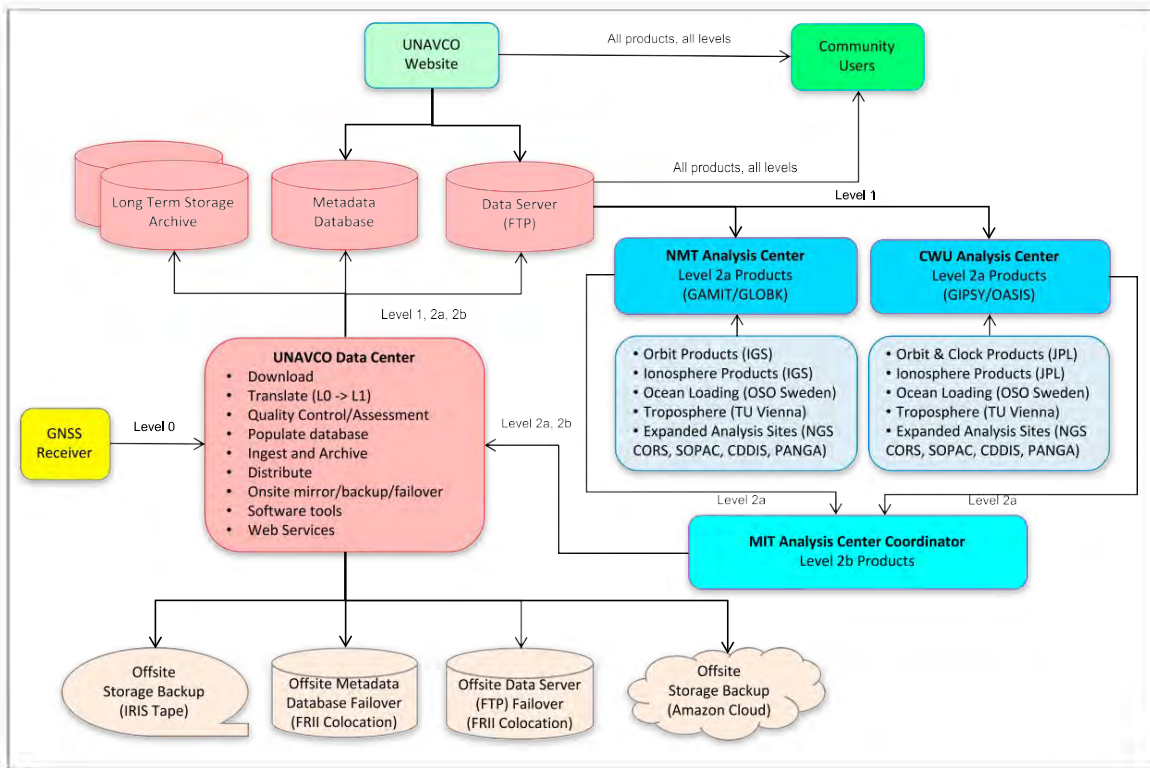 UNAVCO
Website
All products, all levels
Community
Users
Long Term Storage
Archive
Metadata
Database
Data Server
(FTP)
All products, all levels
Level 1
NMT Analysis Center
Level 2a Products
(GAMIT/GLOBK)
CWU Analysis Center
Level 2a Products
(GIPSY/OASIS)
Level 1, 2a, 2b
UNAVCO Data Center
• Download
• Translate (L0 -> L1)
• Quality Control/Assessment
• Populate database
• Ingest and Archive
• Distribute
• Onsite mirror/backup/failover
• Software tools
• Web Services
• Orbit Products (IGS)
• Ionosphere Products (IGS)
• Ocean Loading (OSO Sweden)
• Troposphere (TU Vienna)
• Expanded Analysis Sites (NGS
CORS, SOPAC, CDDIS, PANGA)
• Orbit & Clock Products (JPL)
• Ionosphere Products (JPL)
• Ocean Loading (OSO Sweden)
• Troposphere (TU Vienna)
• Expanded Analysis Sites (NGS
CORS, SOPAC, CDDIS, PANGA)
GNSS
Receiver
Level 0
Level 2a, 2b
Level 2a
Level 2a
MIT Analysis Center Coordinator
Level 2b Products
Offsite
Storage Backup
(IRIS Tape)
Offsite Metadata
Database Failover
(FRII Colocation)
Offsite Data Server
(FTP) Failover
(FRII Colocation)
Offsite
Storage Backup
(Amazon Cloud)